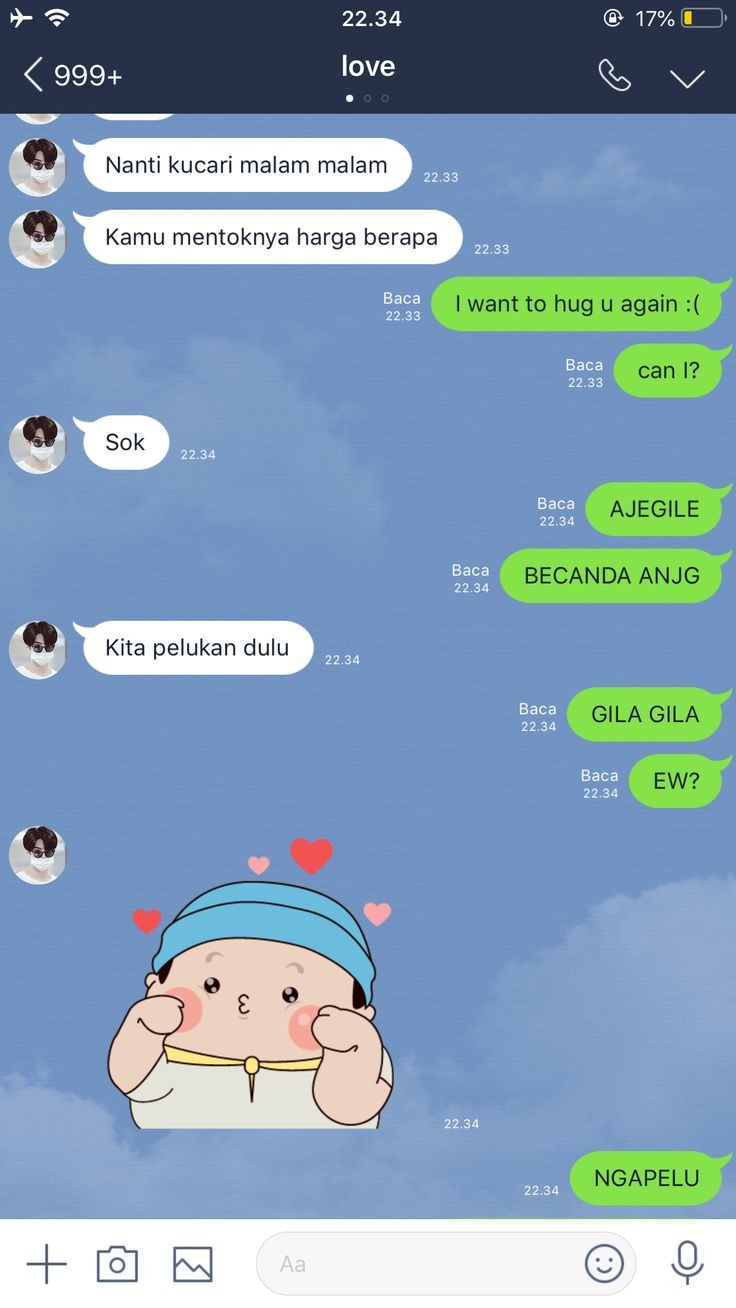 22.34
17%
999+
love
Nanti kucari malam malam
22.33
Kamu mentoknya harga berapa
22.33
I want to hug u again :(
Baca
22.33
can I?
Baca
22.33
Sok
22.34
AJEGILE
Baca
22.34
BECANDA ANJG
Baca
22.34
Kita pelukan dulu
22.34
GILA GILA
Baca
22.34
EW?
Baca
22.34
22.34
NGAPELU
22.34
Aa